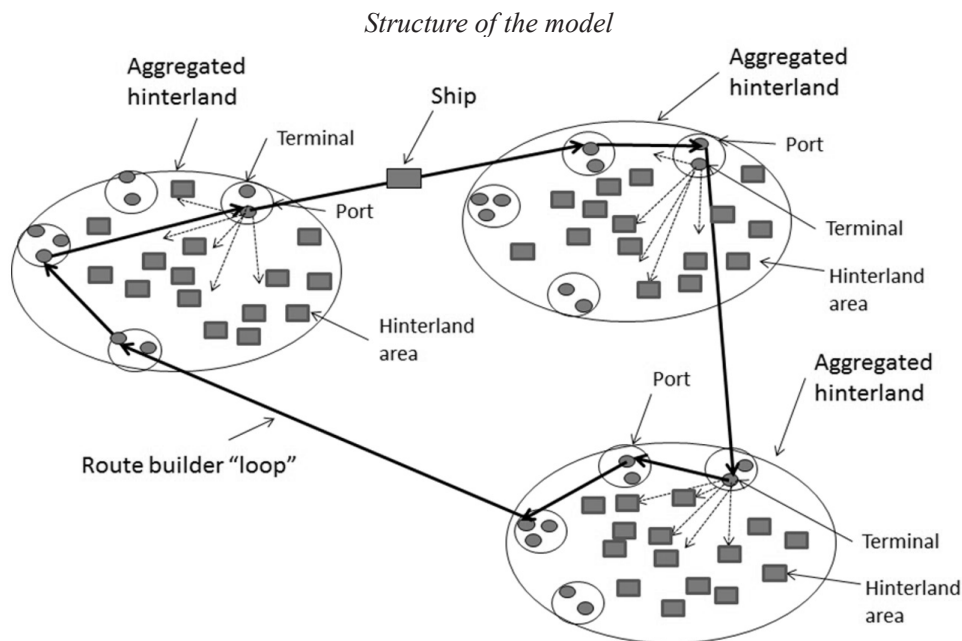 Structure of the model
Aggregated
hinterland
Ship
Terminal
Port
Hinterland
area
Aggregated
hinterland
Port
Terminal
Hinterland
area
Route builder “loop”
Port
Aggregated
hinterland
Terminal
Hinterland
area